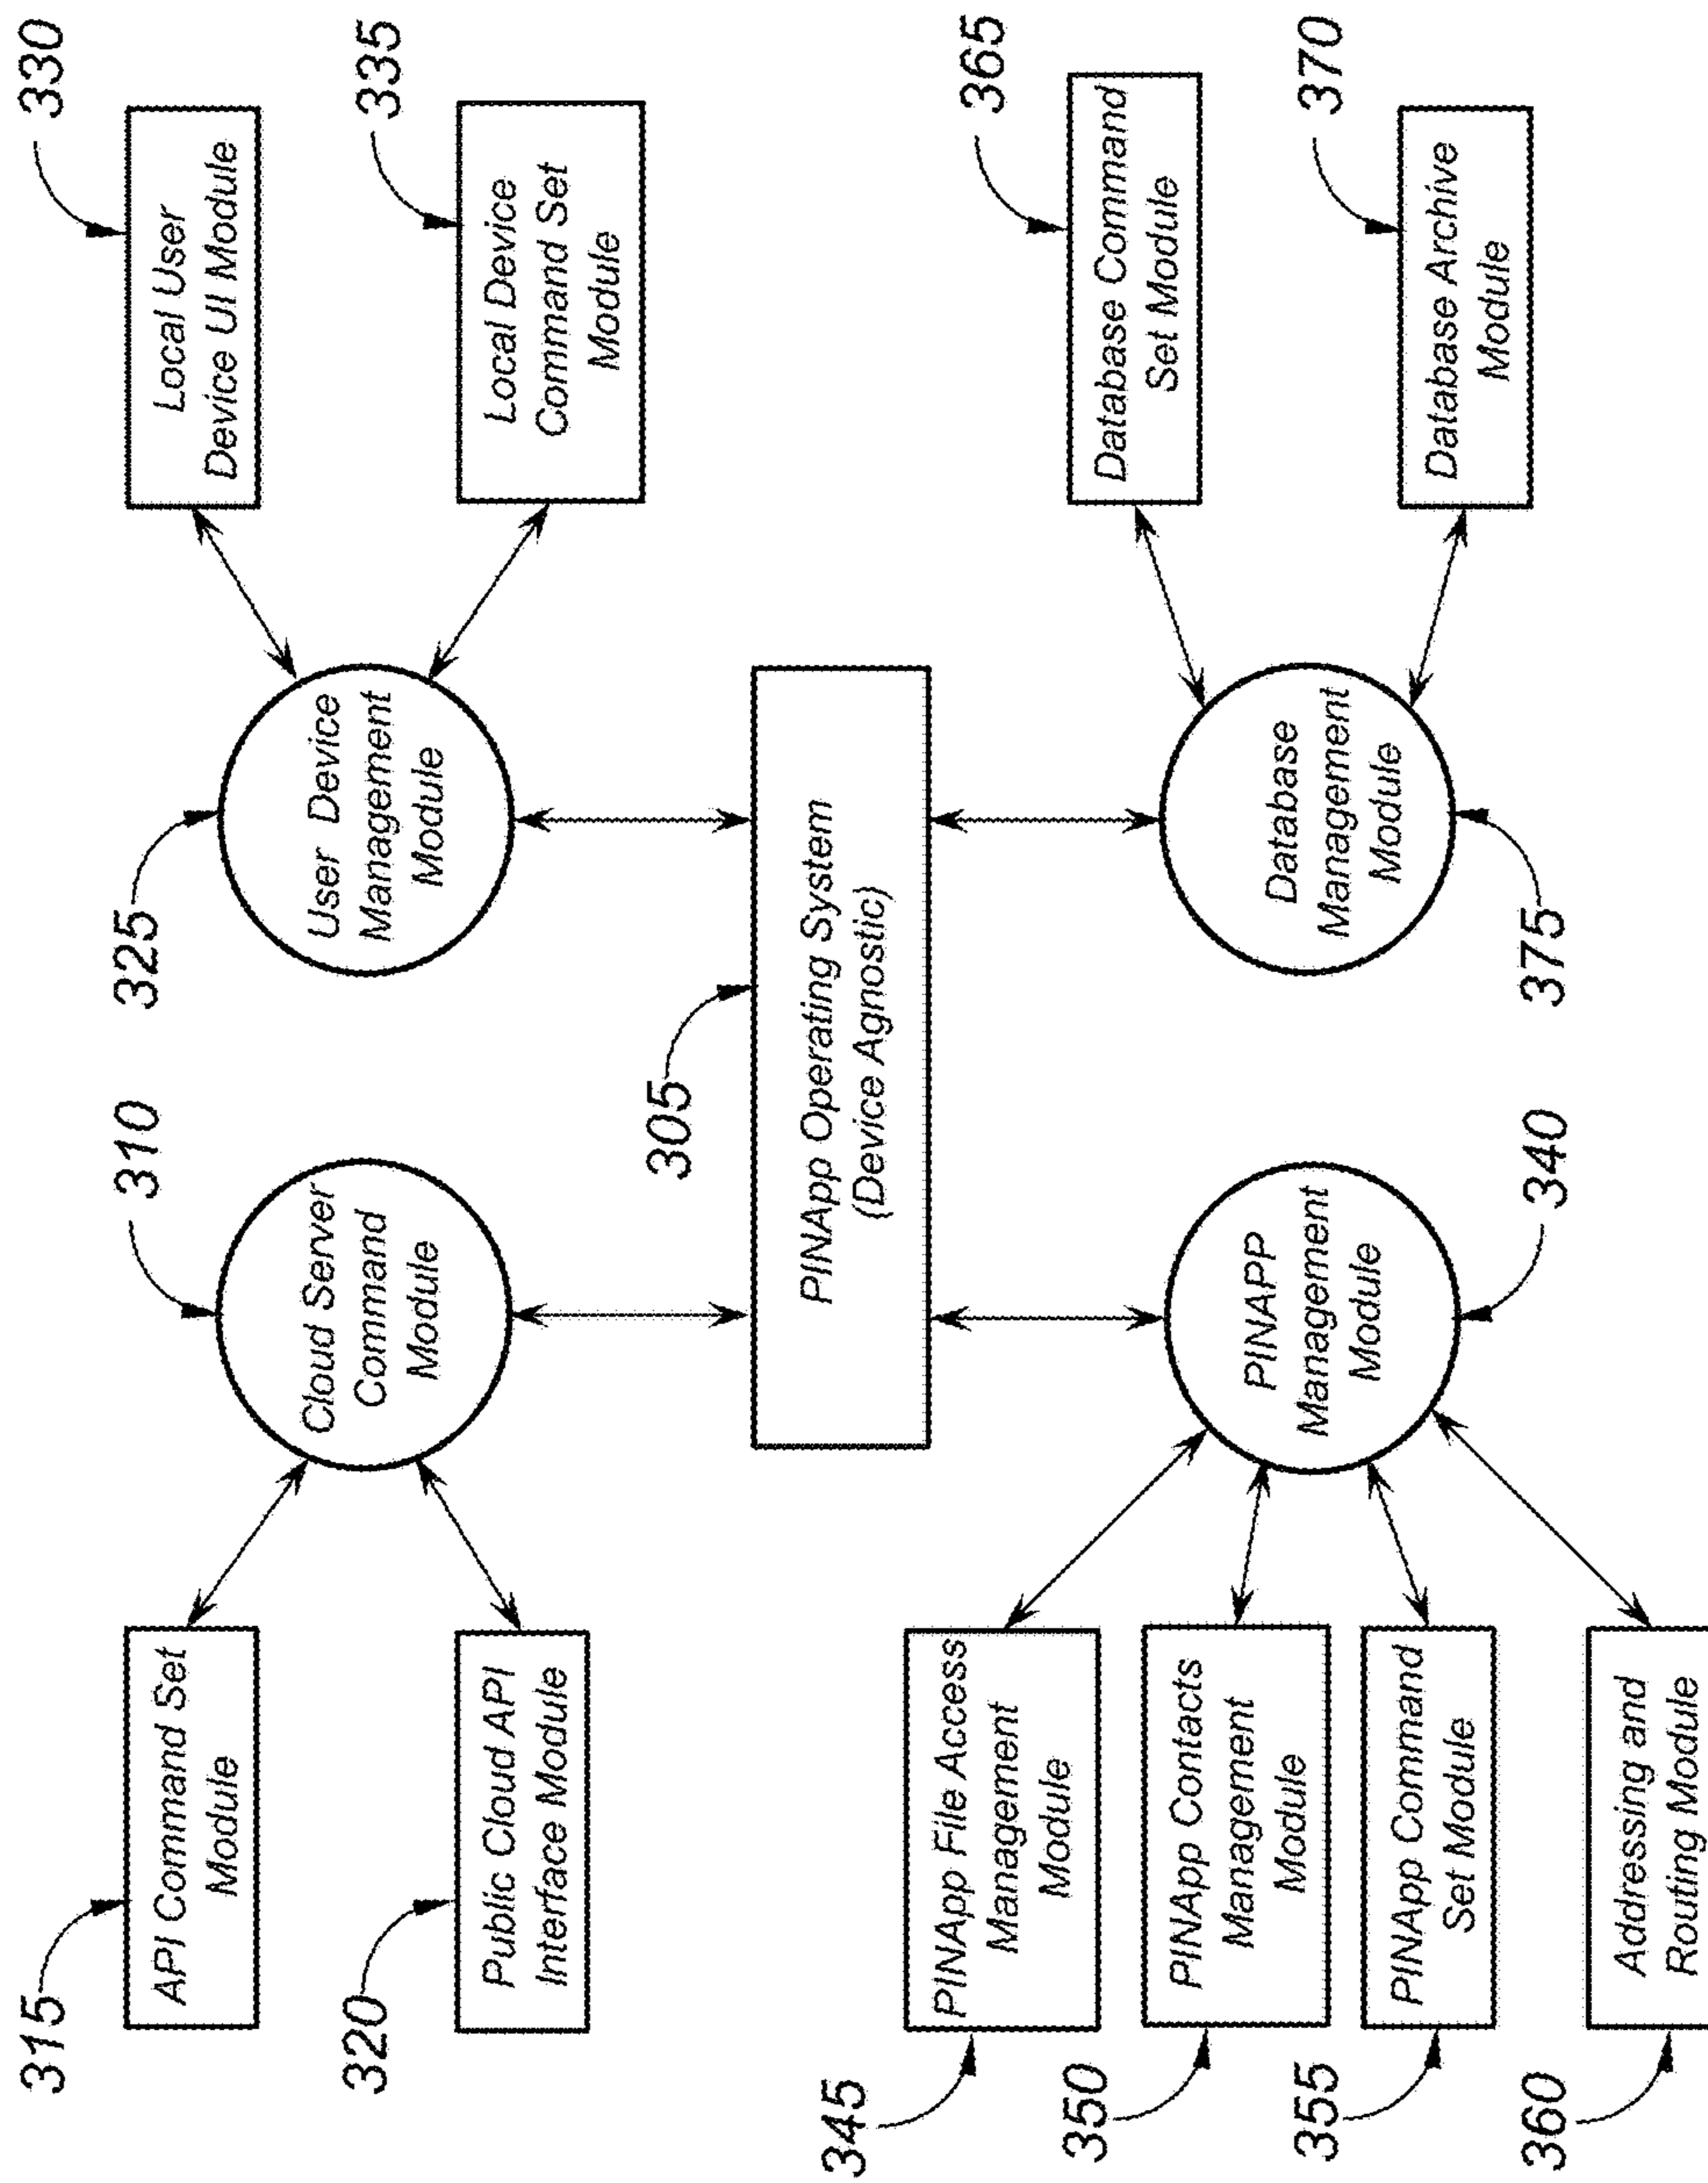 315
API Command Set
Module
310
Cloud Server
Command
Module
320
Public Cloud API
Interface Module
325
User Device
Management
Module
330
Local User
Device UI Module
335
Local Device
Command Set
Module
305
PINApp Operating System
(Device Agnostic)
345
PINApp File Access
Management
Module
350
PINApp Contacts
Management
Module
355
PINApp Command
Set Module
360
Addressing and
Routing Module
PINAPP
Management
Module
340
Database
Management
Module
375
365
Database Command
Set Module
370
Database Archive
Module